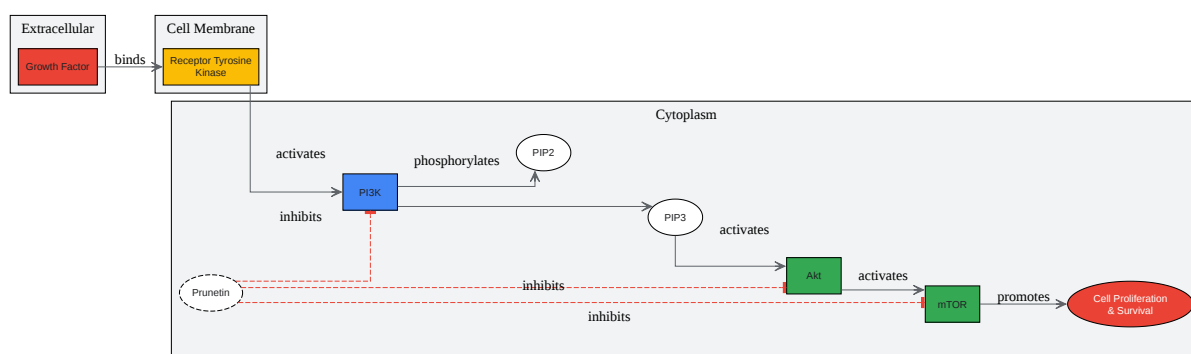 Extracellular
Cell Membrane
Growth Factor
binds
Receptor Tyrosine
Kinase
Cytoplasm
activates
phosphorylates
PIP2
PI3K
inhibits
PIP3
activates
Prunetin
inhibits
inhibits
Akt
activates
mTOR
promotes
Cell Proliferation
& Survival